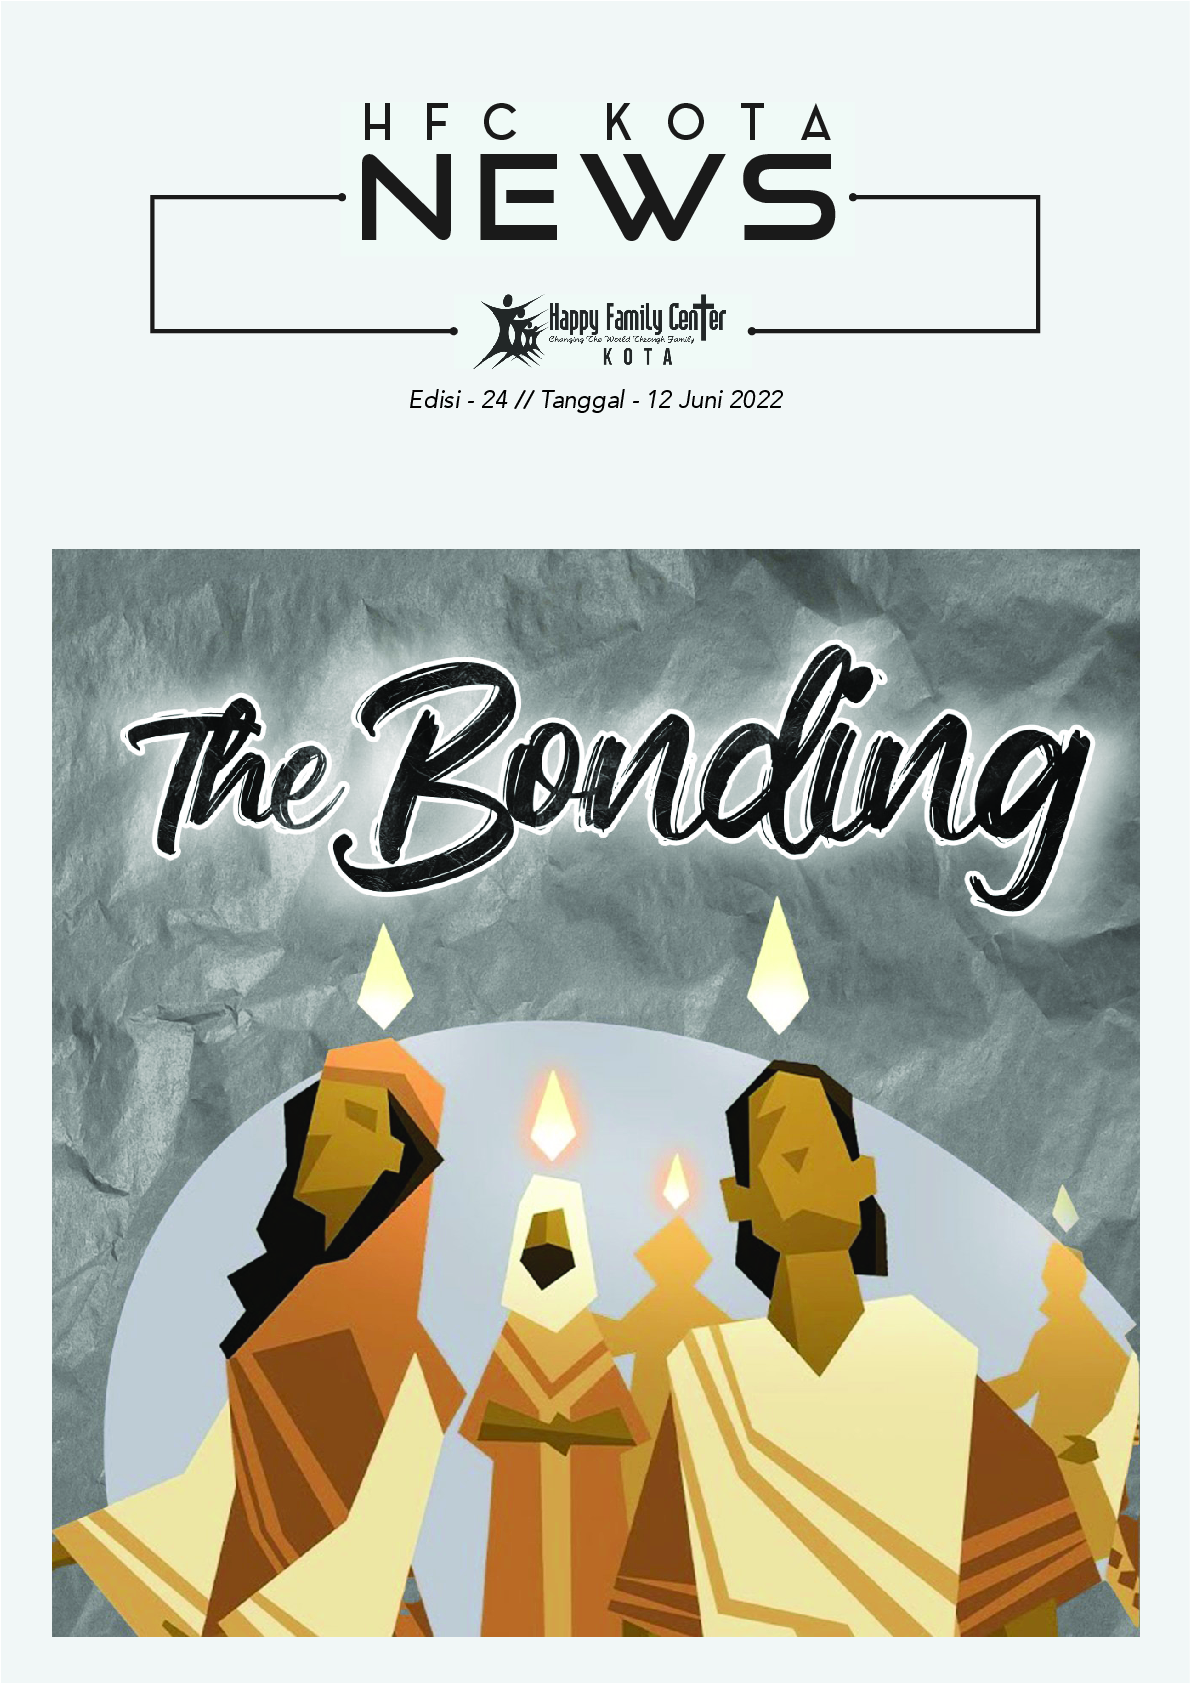 HFC KOTA
NEWS
Happy Family Center
Changing The World Through Family
KOTA
Edisi - 24 // Tanggal - 12 Juni 2022
The Bonding